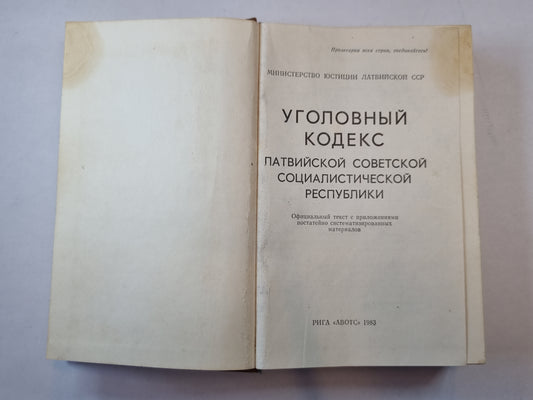 Пролетарии всех стран, соединяйтесь!
МИНИСТЕРСТВО ЮСТИЦИИ ЛАТВИЙСКОЙ ССР
УГОЛОВНЫЙ
КОДЕКС
ЛАТВИЙСКОЙ СОВЕТСКОЙ
СОЦИАЛИСТИЧЕСКОЙ
РЕСПУБЛИКИ
Официальный текст с приложениями
постатейно систематизированных
материалов
РИГА «АВОТС» 1983